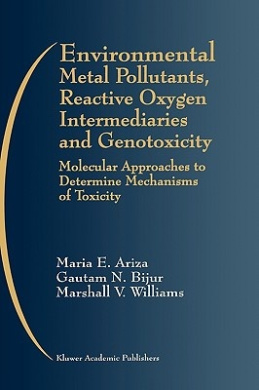 Environmental
Metal Pollutants,
Reactive Oxygen
Intermediaries
and Genotoxicity
Molecular Approaches to
Determine Mechanisms
of Toxicity
Maria E. Ariza
Gautam N. Bijur
Marshall V. Williams
Kluwer Academic Publishers